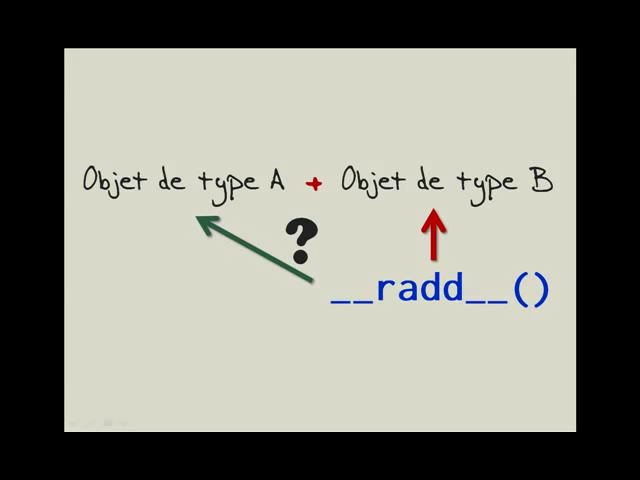 Objet de type A + Objet de type B
?
__radd__()